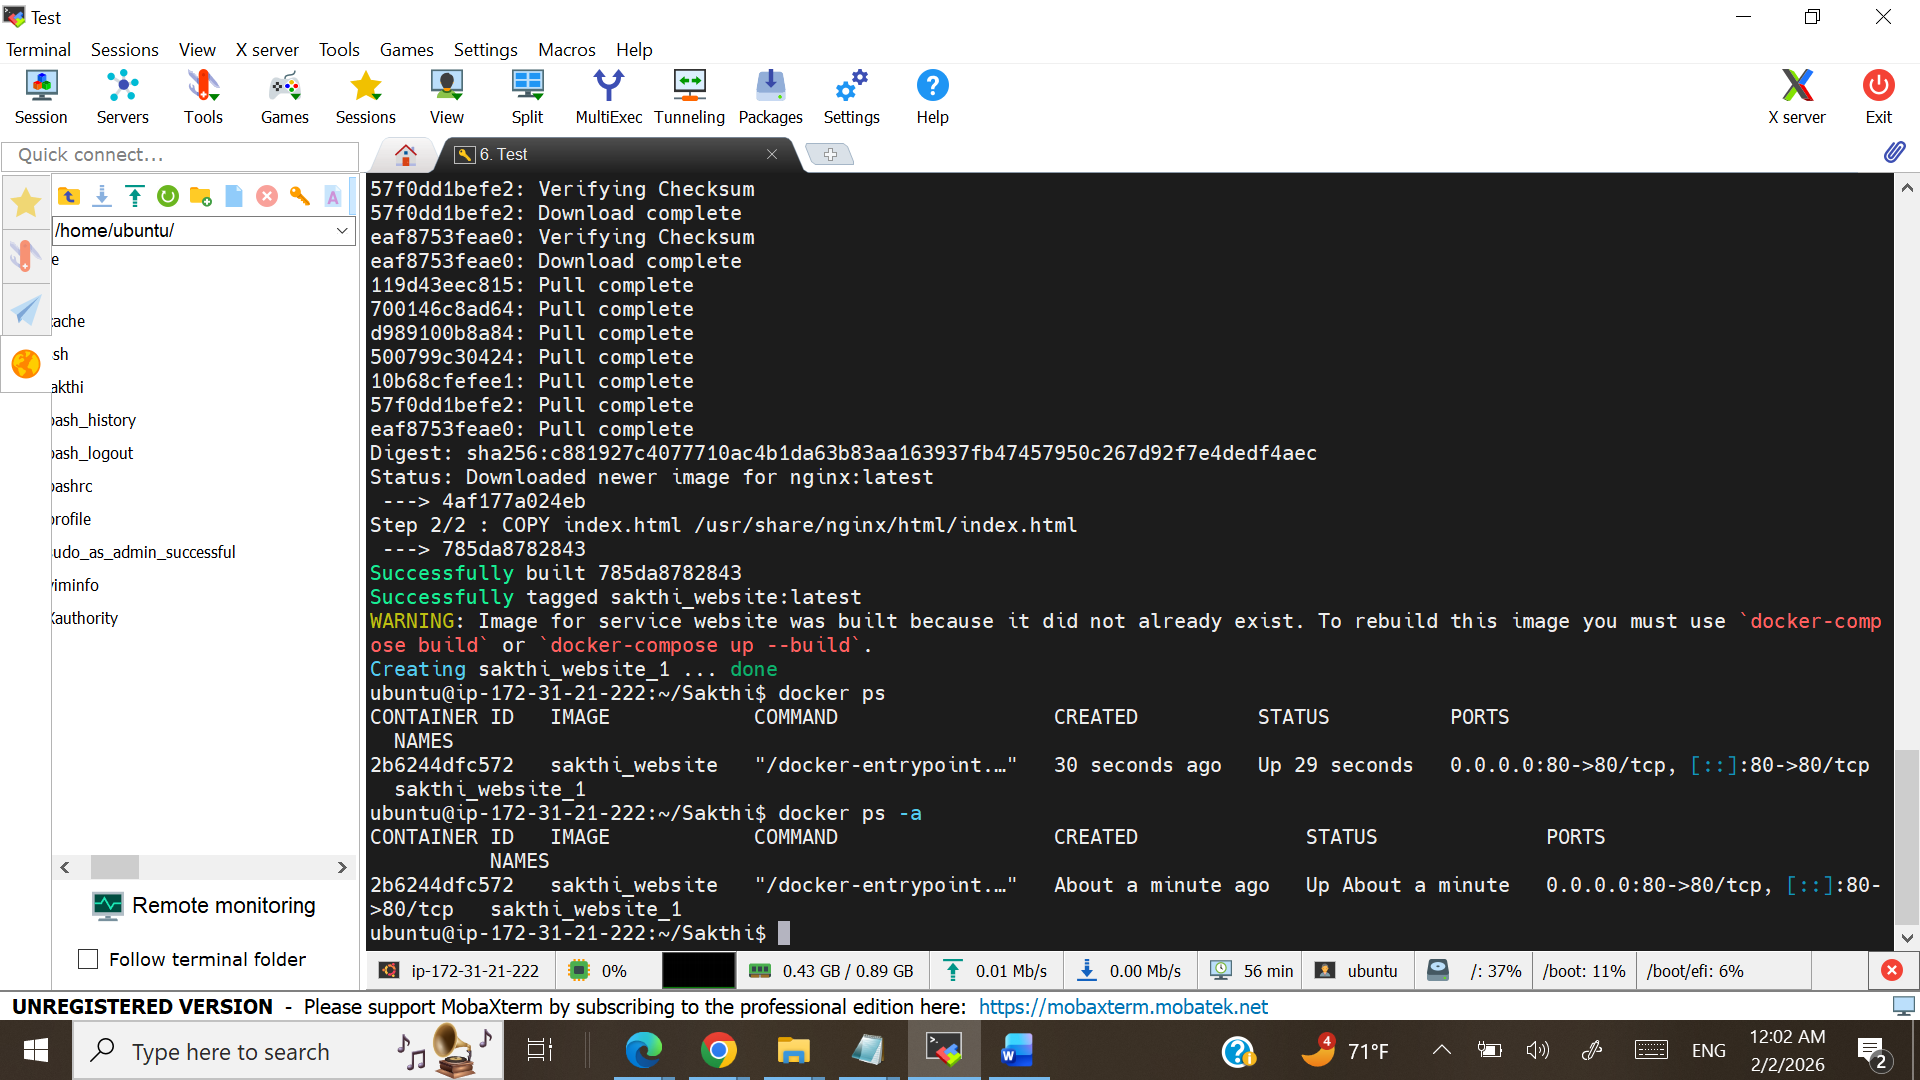 Test
Terminal Sessions View X server Tools Games Settings Macros Help
Session Servers Tools Games Sessions View Split MultiExec Tunneling Packages Settings Help X server Exit
Quick connect...
6. Test
/home/ubuntu/
e
cache
sh
akthi
bash_history
bash_logout
bashrc
profile
sudo_as_admin_successful
viminfo
Xauthority
Remote monitoring
Follow terminal folder
57f0dd1befe2: Verifying Checksum
57f0dd1befe2: Download complete
eaf8753feae0: Verifying Checksum
eaf8753feae0: Download complete
119d43eec815: Pull complete
700146c8ad64: Pull complete
d989100b8a84: Pull complete
500799c30424: Pull complete
10b68cfefee1: Pull complete
57f0dd1befe2: Pull complete
eaf8753feae0: Pull complete
Digest: sha256:c881927c4077710ac4b1da63b83aa163937fb47457950c267d92f7e4dedf4aec
Status: Downloaded newer image for nginx:latest
---> 4af177a024eb
Step 2/2 : COPY index.html /usr/share/nginx/html/index.html
---> 785da8782843
Successfully built 785da8782843
Successfully tagged sakthi_website:latest
WARNING: Image for service website was built because it did not already exist. To rebuild this image you must use `docker-comp
ose build` or `docker-compose up --build`.
Creating sakthi_website_1 ... done
ubuntu@ip-172-31-21-222:~/Sakthi$ docker ps
CONTAINER ID IMAGE COMMAND CREATED STATUS PORTS
NAMES
2b6244dfc572 sakthi_website "/docker-entrypoint.…" 30 seconds ago Up 29 seconds 0.0.0.0:80->80/tcp, [::]:80->80/tcp
sakthi_website_1
ubuntu@ip-172-31-21-222:~/Sakthi$ docker ps -a
CONTAINER ID IMAGE COMMAND CREATED STATUS PORTS
NAMES
2b6244dfc572 sakthi_website "/docker-entrypoint.…" About a minute ago Up About a minute 0.0.0.0:80->80/tcp, [::]:80-
>80/tcp sakthi_website_1
ubuntu@ip-172-31-21-222:~/Sakthi$
ip-172-31-21-222 0% 0.43 GB / 0.89 GB 0.01 Mb/s 0.00 Mb/s 56 min ubuntu /: 37% /boot: 11% /boot/efi: 6%
UNREGISTERED VERSION - Please support MobaXterm by subscribing to the professional edition here: https://mobaxterm.mobatek.net
Type here to search
4
71°F
ENG
12:02 AM
2/2/2026
2